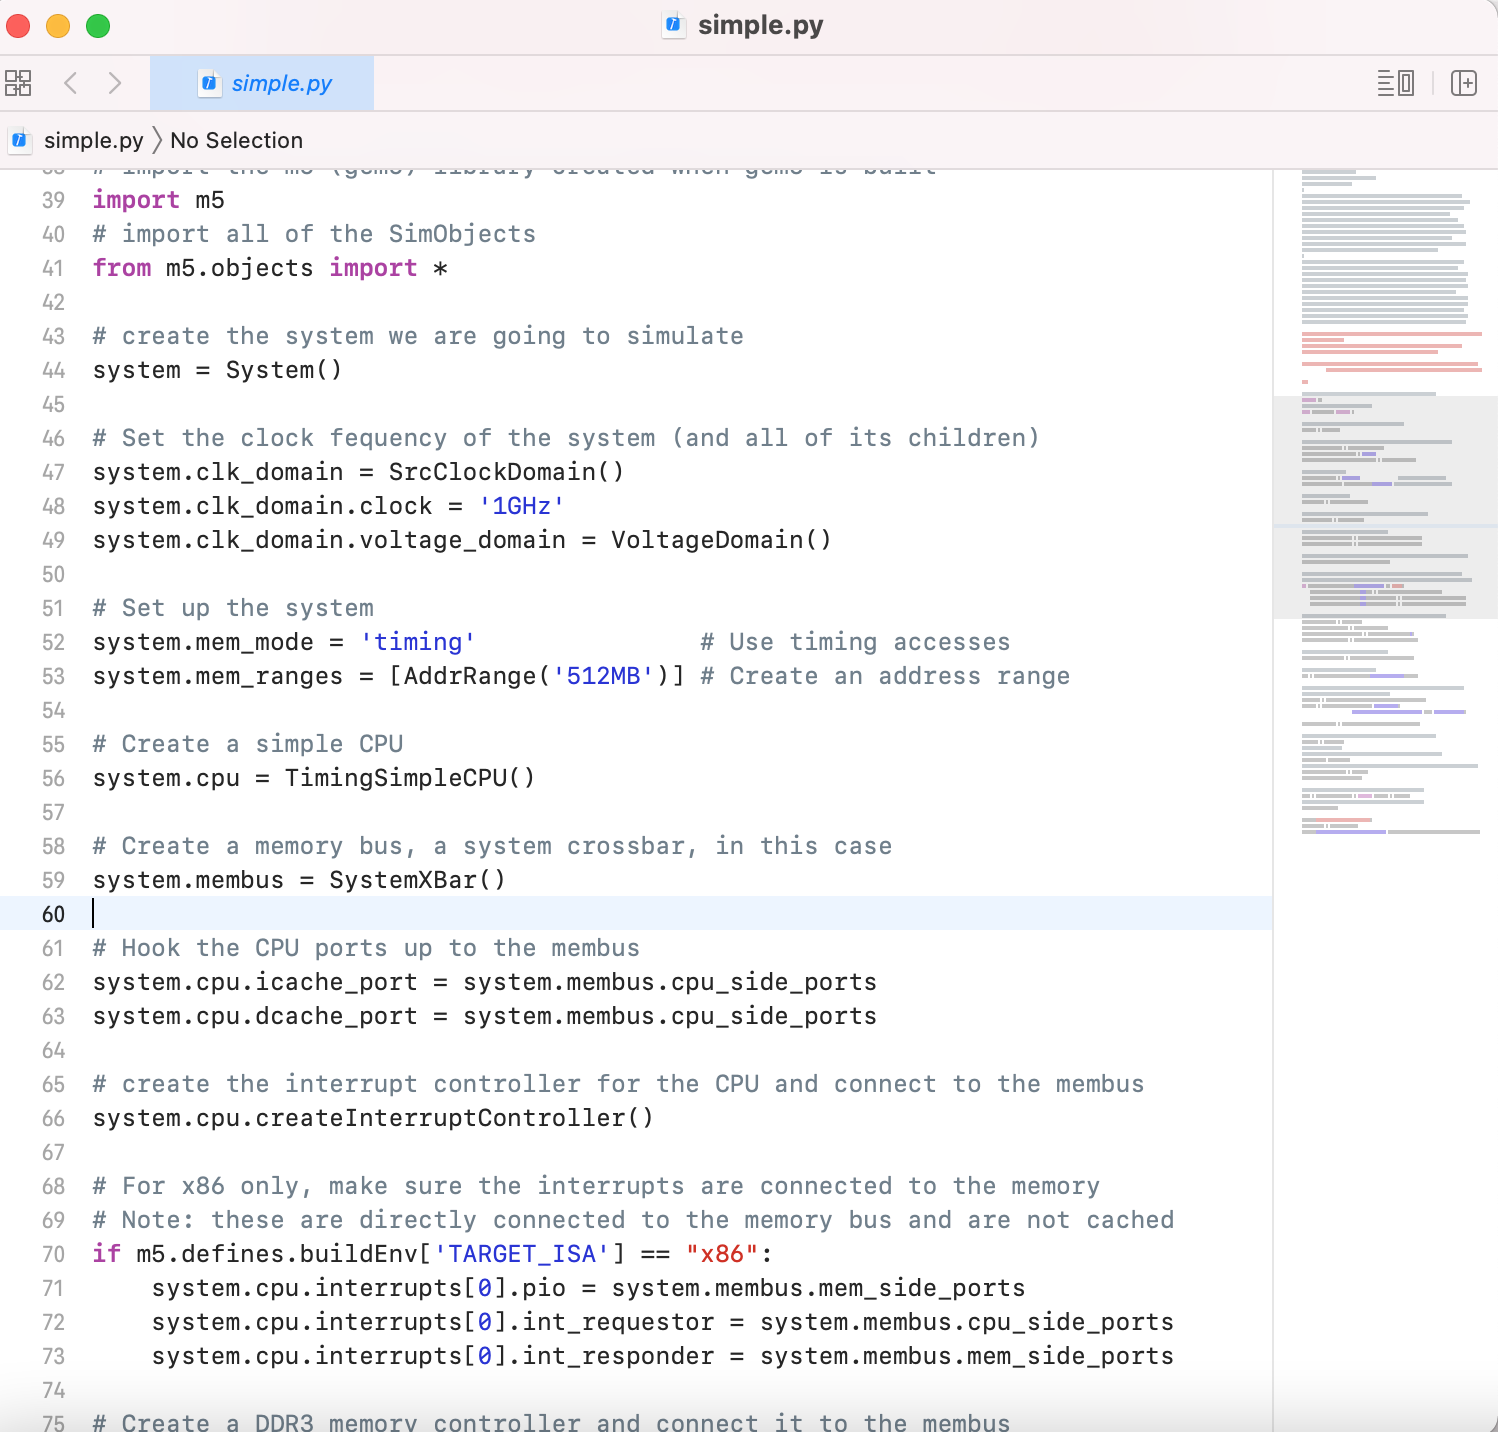 simple.py
simple.py
simple.py 〉 No Selection
38 # import the m5 (gem5) library created when gem5 is built
39 import m5
40 # import all of the SimObjects
41 from m5.objects import *
42
43 # create the system we are going to simulate
44 system = System()
45
46 # Set the clock fequency of the system (and all of its children)
47 system.clk_domain = SrcClockDomain()
48 system.clk_domain.clock = '1GHz'
49 system.clk_domain.voltage_domain = VoltageDomain()
50
51 # Set up the system
52 system.mem_mode = 'timing'               # Use timing accesses
53 system.mem_ranges = [AddrRange('512MB')] # Create an address range
54
55 # Create a simple CPU
56 system.cpu = TimingSimpleCPU()
57
58 # Create a memory bus, a system crossbar, in this case
59 system.membus = SystemXBar()
60
61 # Hook the CPU ports up to the membus
62 system.cpu.icache_port = system.membus.cpu_side_ports
63 system.cpu.dcache_port = system.membus.cpu_side_ports
64
65 # create the interrupt controller for the CPU and connect to the membus
66 system.cpu.createInterruptController()
67
68 # For x86 only, make sure the interrupts are connected to the memory
69 # Note: these are directly connected to the memory bus and are not cached
70 if m5.defines.buildEnv['TARGET_ISA'] == "x86":
71     system.cpu.interrupts[0].pio = system.membus.mem_side_ports
72     system.cpu.interrupts[0].int_requestor = system.membus.cpu_side_ports
73     system.cpu.interrupts[0].int_responder = system.membus.mem_side_ports
74
75 # Create a DDR3 memory controller and connect it to the membus